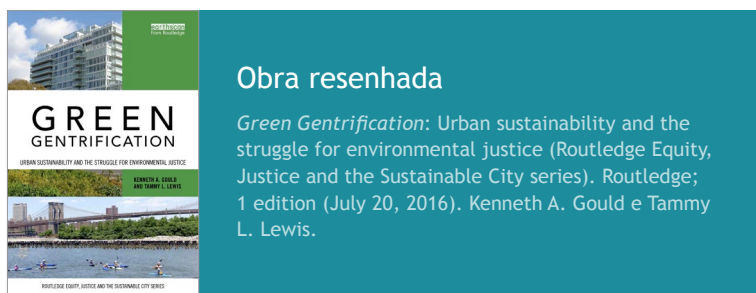 earthscan
from Routledge
GREEN
GENTRIFICATION
URBAN SUSTAINABILITY AND THE STRUGGLE FOR ENVIRONMENTAL JUSTICE
KENNETH A. GOULD
AND TAMMY L. LEWIS
ROUTLEDGE EQUITY, JUSTICE AND THE SUSTAINABLE CITY SERIES
Obra resenhada
Green Gentrification: Urban sustainability and the
struggle for environmental justice (Routledge Equity,
Justice and the Sustainable City series). Routledge;
1 edition (July 20, 2016). Kenneth A. Gould e Tammy
L. Lewis.